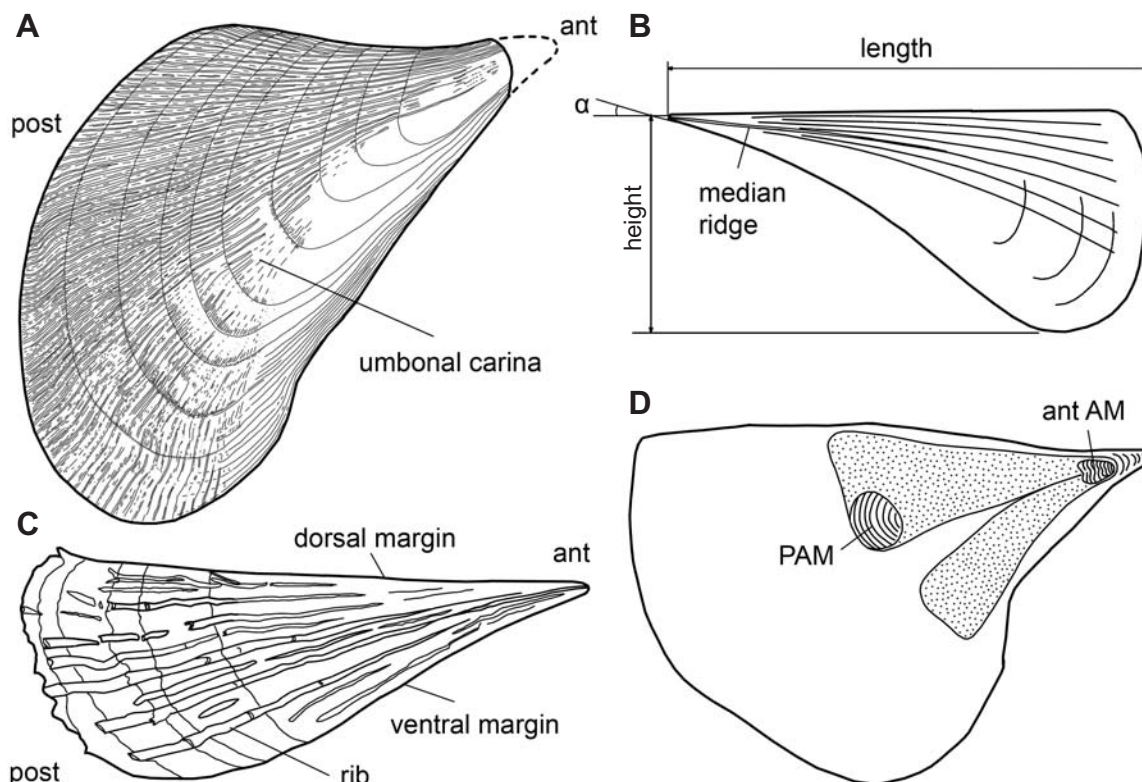 A
ant
post
umbonal carina
B
length
α
height
median
ridge
C
dorsal margin
ant
ventral margin
rib
post
D
ant AM
PAM